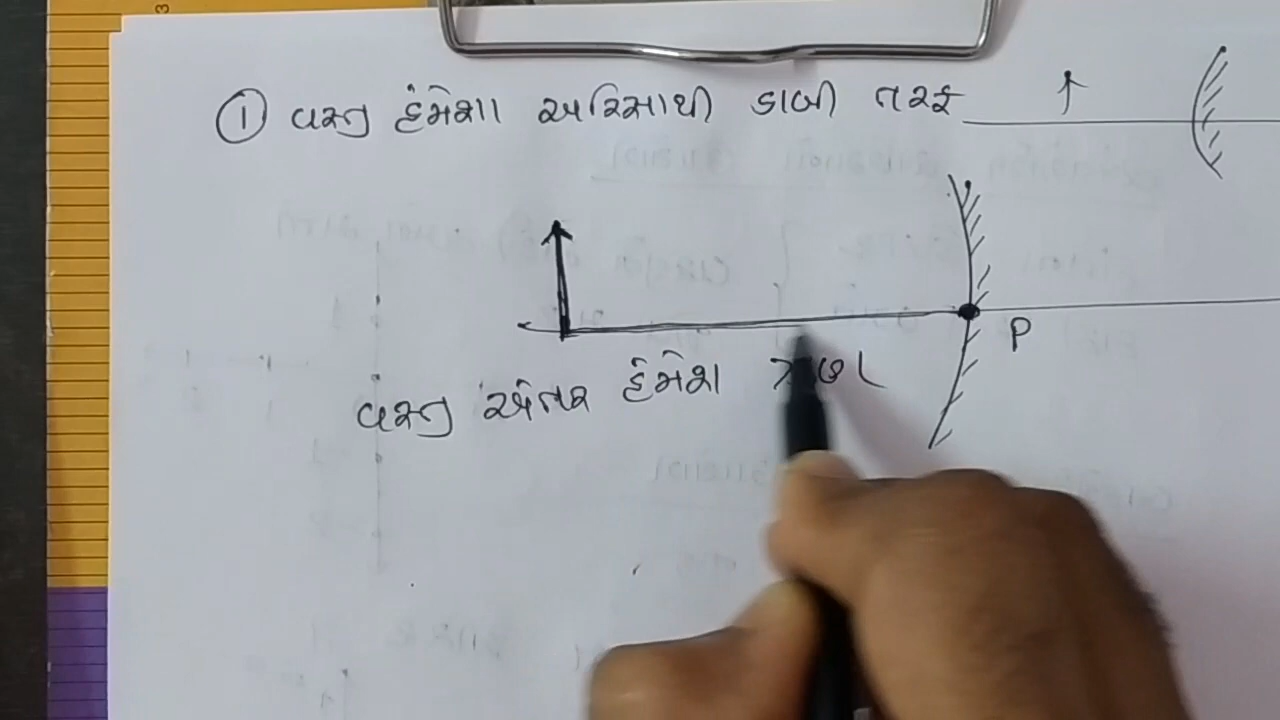 ① વસ્તુ હંમેશા અરિસાથી ડાબી તરફ
P
વસ્તુ અંતર હંમેશ